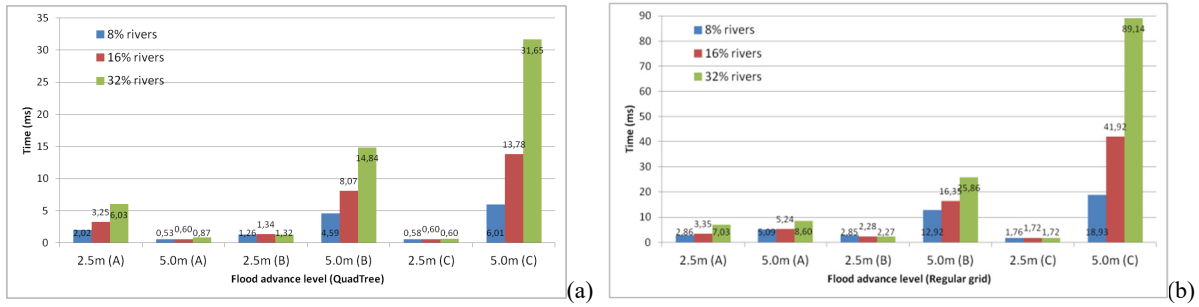 35
30
25
20
15
10
5
0
Time (ms)
8% rivers
16% rivers
32% rivers
2,02 3,25 6,03
0,53 0,60 0,87
1,26 1,34 1,32
4,59 8,07 14,84
0,58 0,60 0,60
6,01 13,78 31,65
2.5m (A) 5.0m (A) 2.5m (B) 5.0m (B) 2.5m (C) 5.0m (C)
Flood advance level (QuadTree)
(a)
90
80
70
60
50
40
30
20
10
0
Time (ms)
8% rivers
16% rivers
32% rivers
2,86 3,35 7,03
5,09 5,24 8,60
2,85 2,28 2,27
12,92 16,35 25,86
1,76 1,72 1,72
18,93 41,92 89,14
2.5m (A) 5.0m (A) 2.5m (B) 5.0m (B) 2.5m (C) 5.0m (C)
Flood advance level (Regular grid)
(b)